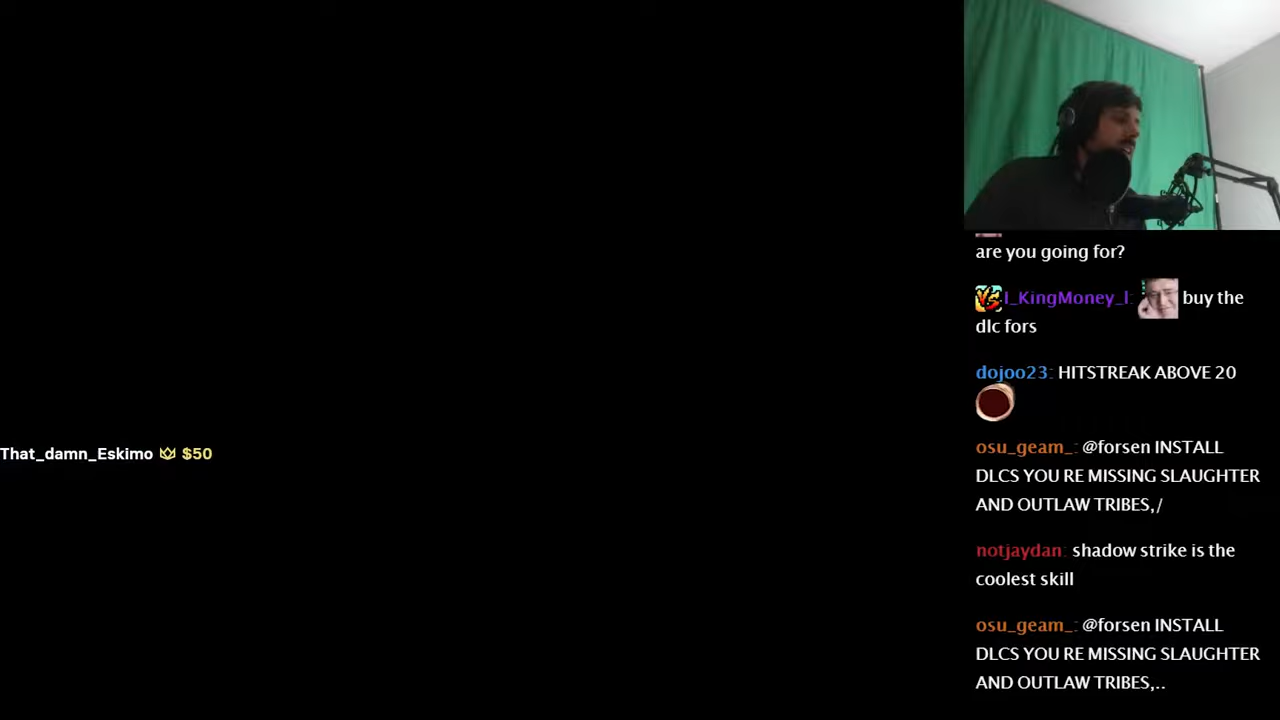 are you going for?
l_KingMoney_l: buy the
dlc fors
dojoo23: HITSTREAK ABOVE 20
That_damn_Eskimo $50
osu_geam_: @forsen INSTALL
DLCS YOU RE MISSING SLAUGHTER
AND OUTLAW TRIBES,/
notjaydan: shadow strike is the
coolest skill
osu_geam_: @forsen INSTALL
DLCS YOU RE MISSING SLAUGHTER
AND OUTLAW TRIBES,..